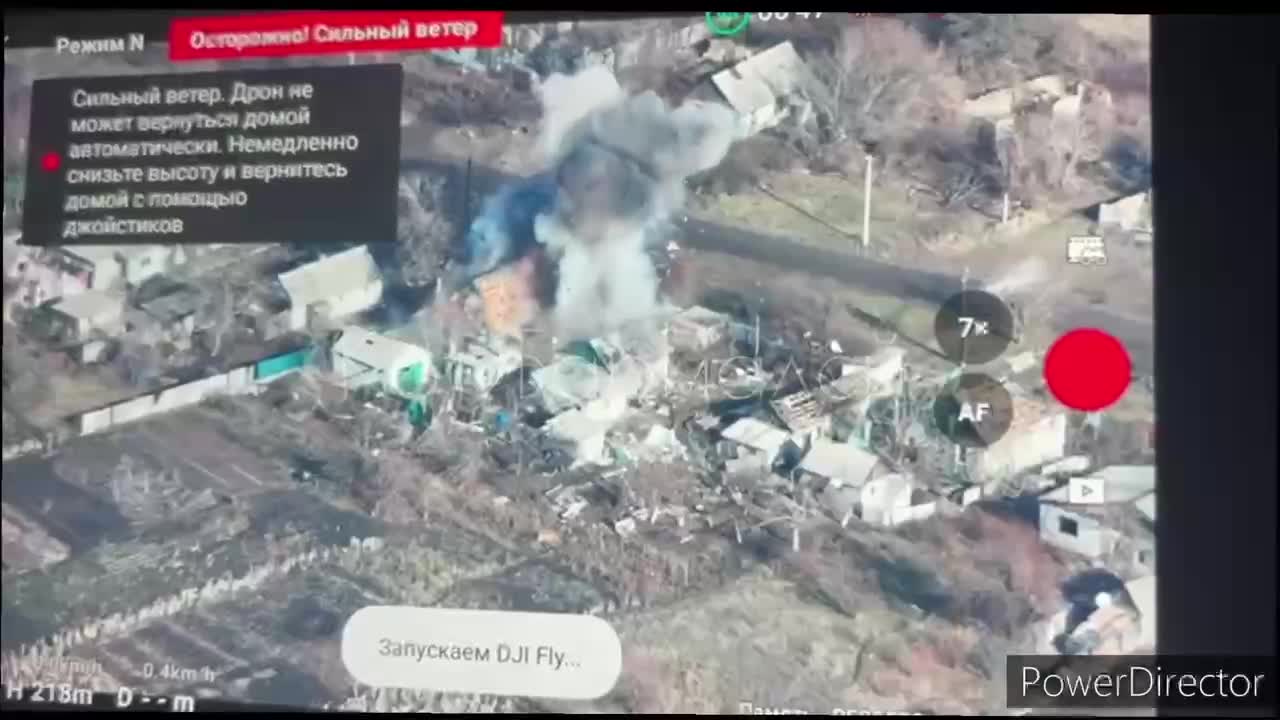 Режим N
Осторожно! Сильный ветер
Сильный ветер. Дрон не
может вернуться домой
автоматически. Немедленно
снизьте высоту и вернитесь
домой с помощью
джойстиков
7×
AF
Запускаем DJI Fly...
0.4km/h
H 218m D -- m
PowerDirector